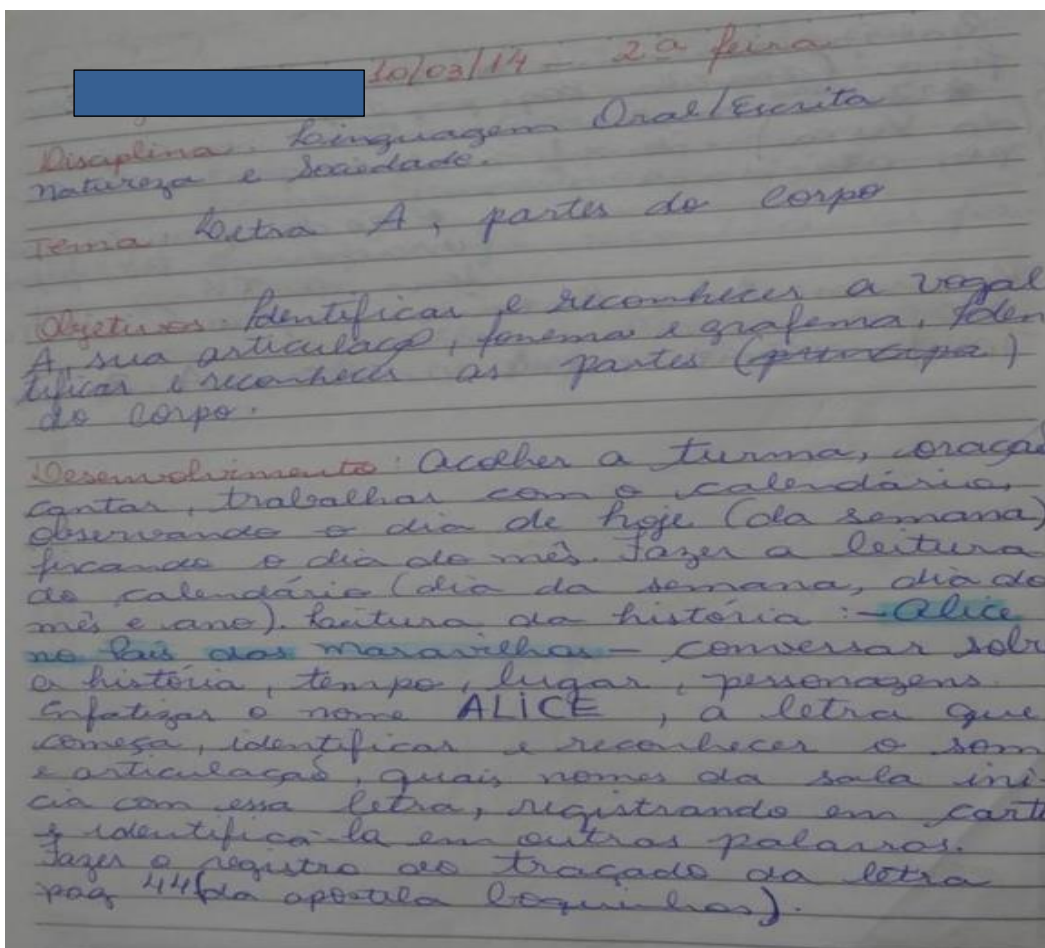 10/03/14 - 2ª feira
Disciplina: Linguagem Oral/Escrita
natureza e Sociedade.
Tema: Letra A, partes do corpo
Objetivos: Identificar e reconhecer a vogal
A, sua articulaçº, fonema e grafema, Iden
tificar e reconhecer as partes (principa)
do corpo.
Desenvolvimento: Acolher a turma, oração
cantar, trabalhar com o calendário,
observando o dia de hoje (da semana)
ficando o dia do mês. Fazer a leitura
do calendário (dia da semana, dia do
mês e ano). Leitura da história: - Alice
no País das maravilhas - conversar sobr
a história, tempo, lugar, personagens.
Enfatizar o nome ALICE, a letra que
começa, identificar e reconhecer o som
e articulação, quais nomes da sala ini-
cia com essa letra, registrando em cart
e identificá-la em outras palavras.
Fazer o registro do traçado da letra
pag 44 (da apostila boquinhas).